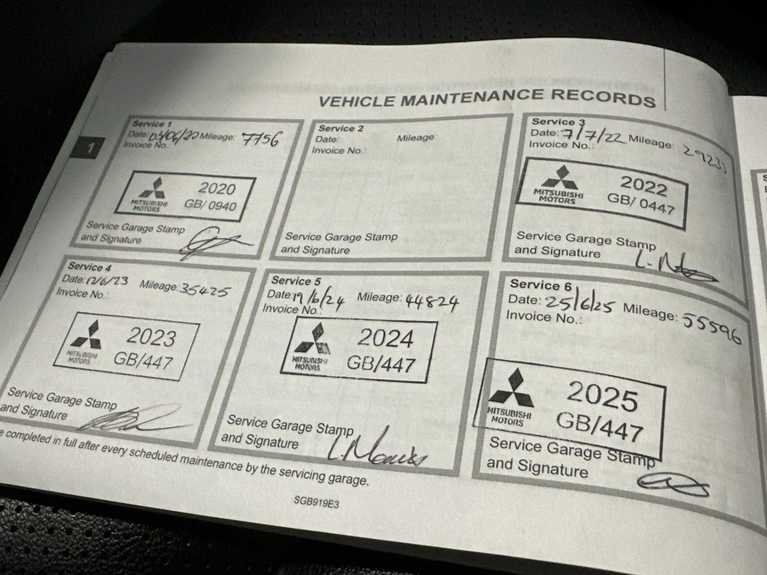 VEHICLE MAINTENANCE RECORDS
1
Service 1
Date: 03/06/20 Mileage: 7756
Invoice No.
MITSUBISHI MOTORS
2020
GB/ 0940
Service Garage Stamp
and Signature
Service 2
Date: Mileage
Invoice No.:
Service Garage Stamp
and Signature
Service 3
Date: 7/7/22 Mileage:
Invoice No.:
MITSUBISHI MOTORS
2022
GB/ 0447
Service Garage Stamp
and Signature
Service 4
Date: 12/6/23 Mileage: 35425
Invoice No.:
MITSUBISHI MOTORS
2023
GB/447
Service Garage Stamp
and Signature
Service 5
Date: /6/24 Mileage: 44824
Invoice No.:
MITSUBISHI MOTORS
2024
GB/447
Service Garage Stamp
and Signature
Service 6
Date: 25/6/25 Mileage: 55596
Invoice No.:
MITSUBISHI MOTORS
2025
GB/447
Service Garage Stamp
and Signature
e completed in full after every scheduled maintenance by the servicing garage.
SGB919E3